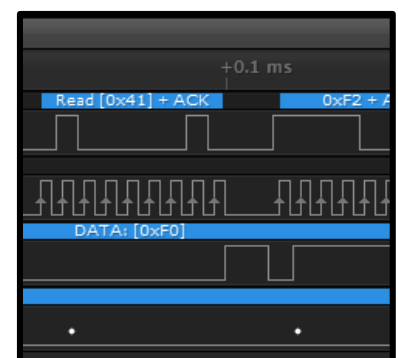 +0.1 ms
Read [0x41] + ACK
0xF2 + A
DATA: [0xF0]